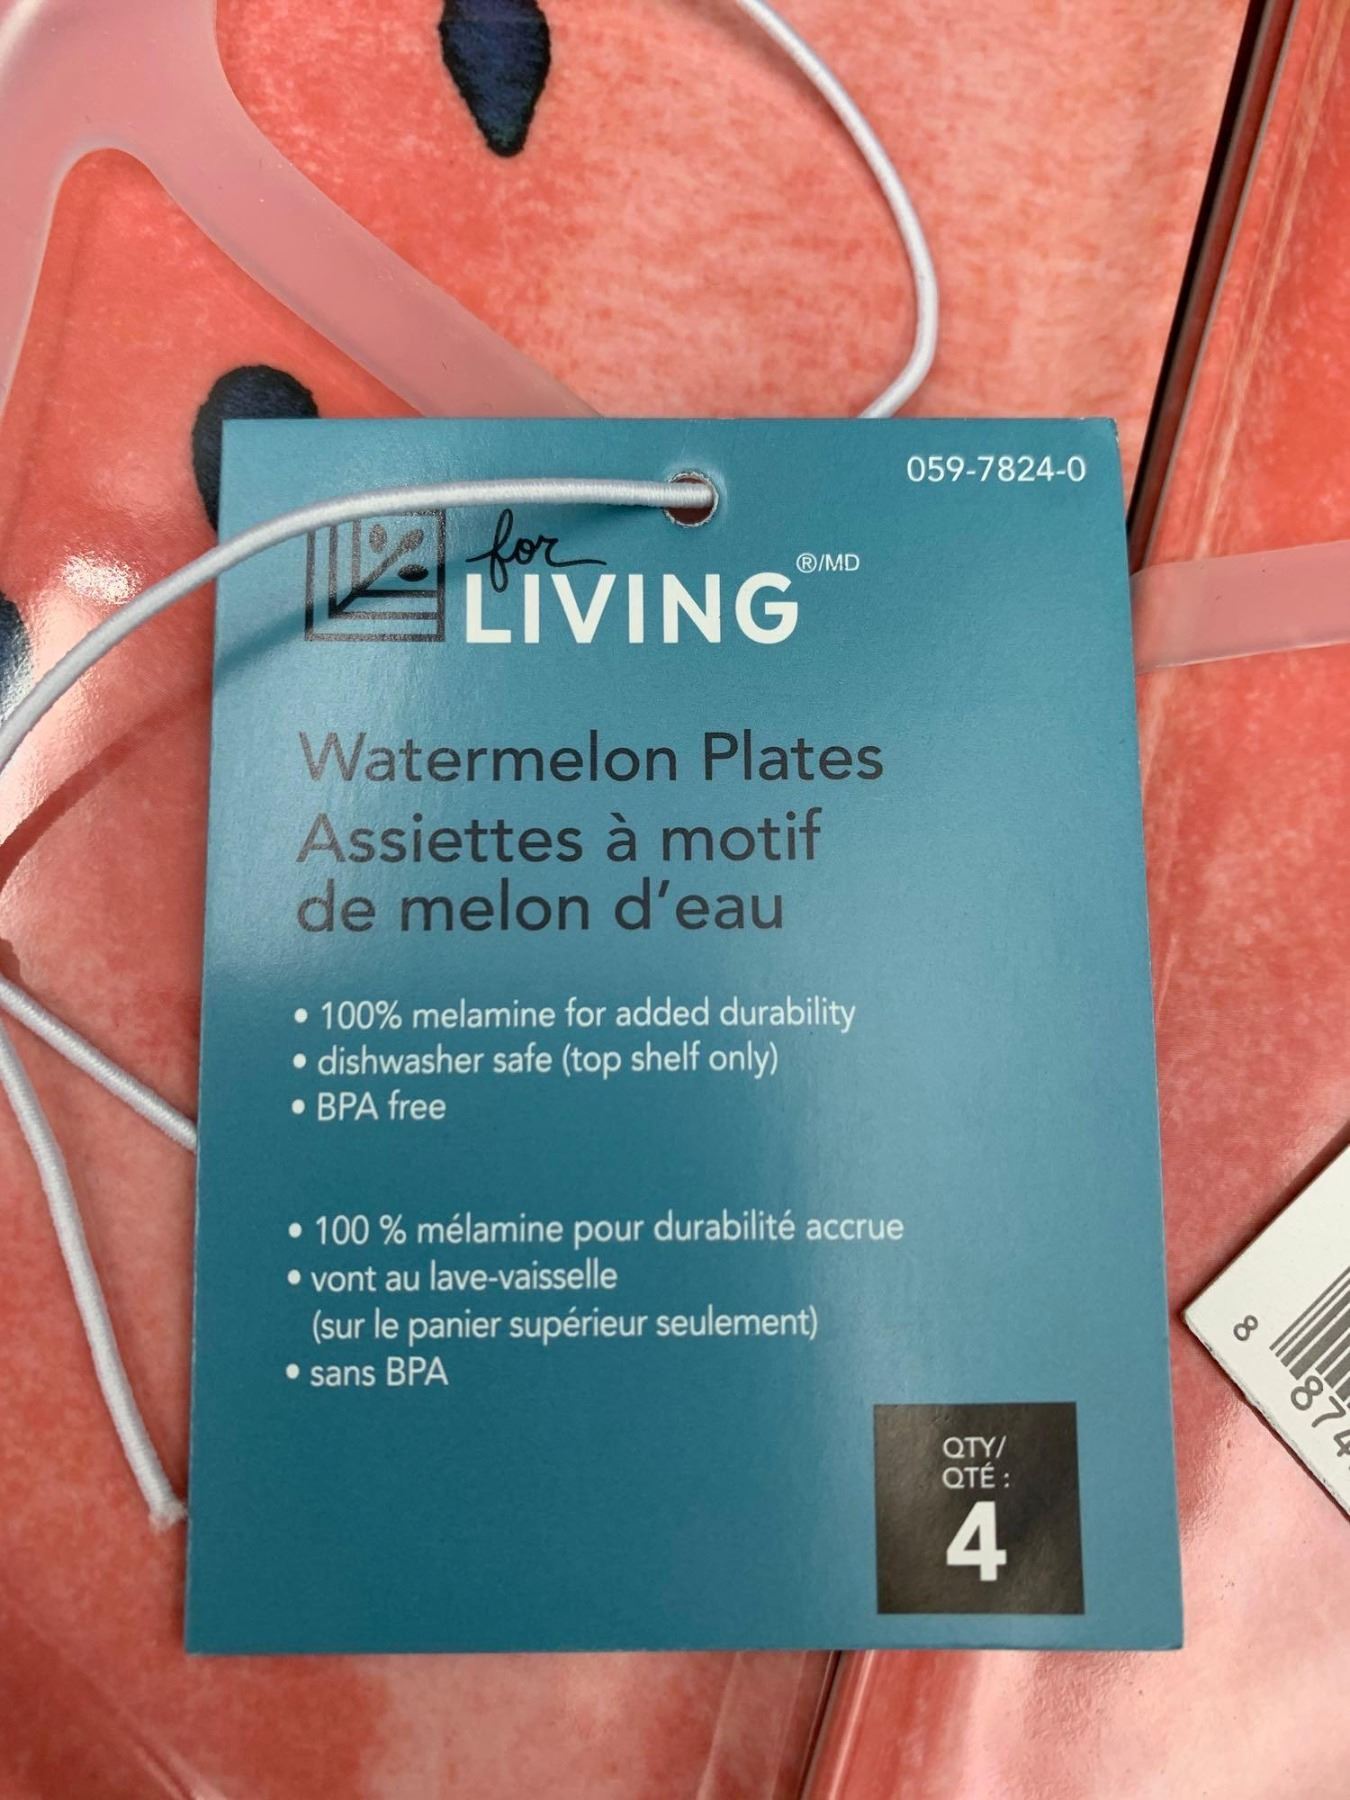 059-7824-0
for
LIVING®/MD
Watermelon Plates
Assiettes à motif
de melon d'eau
• 100% melamine for added durability
• dishwasher safe (top shelf only)
• BPA free
• 100 % mélamine pour durabilité accrue
• vont au lave-vaisselle
(sur le panier supérieur seulement)
• sans BPA
QTY/
QTÉ :
4
8
874